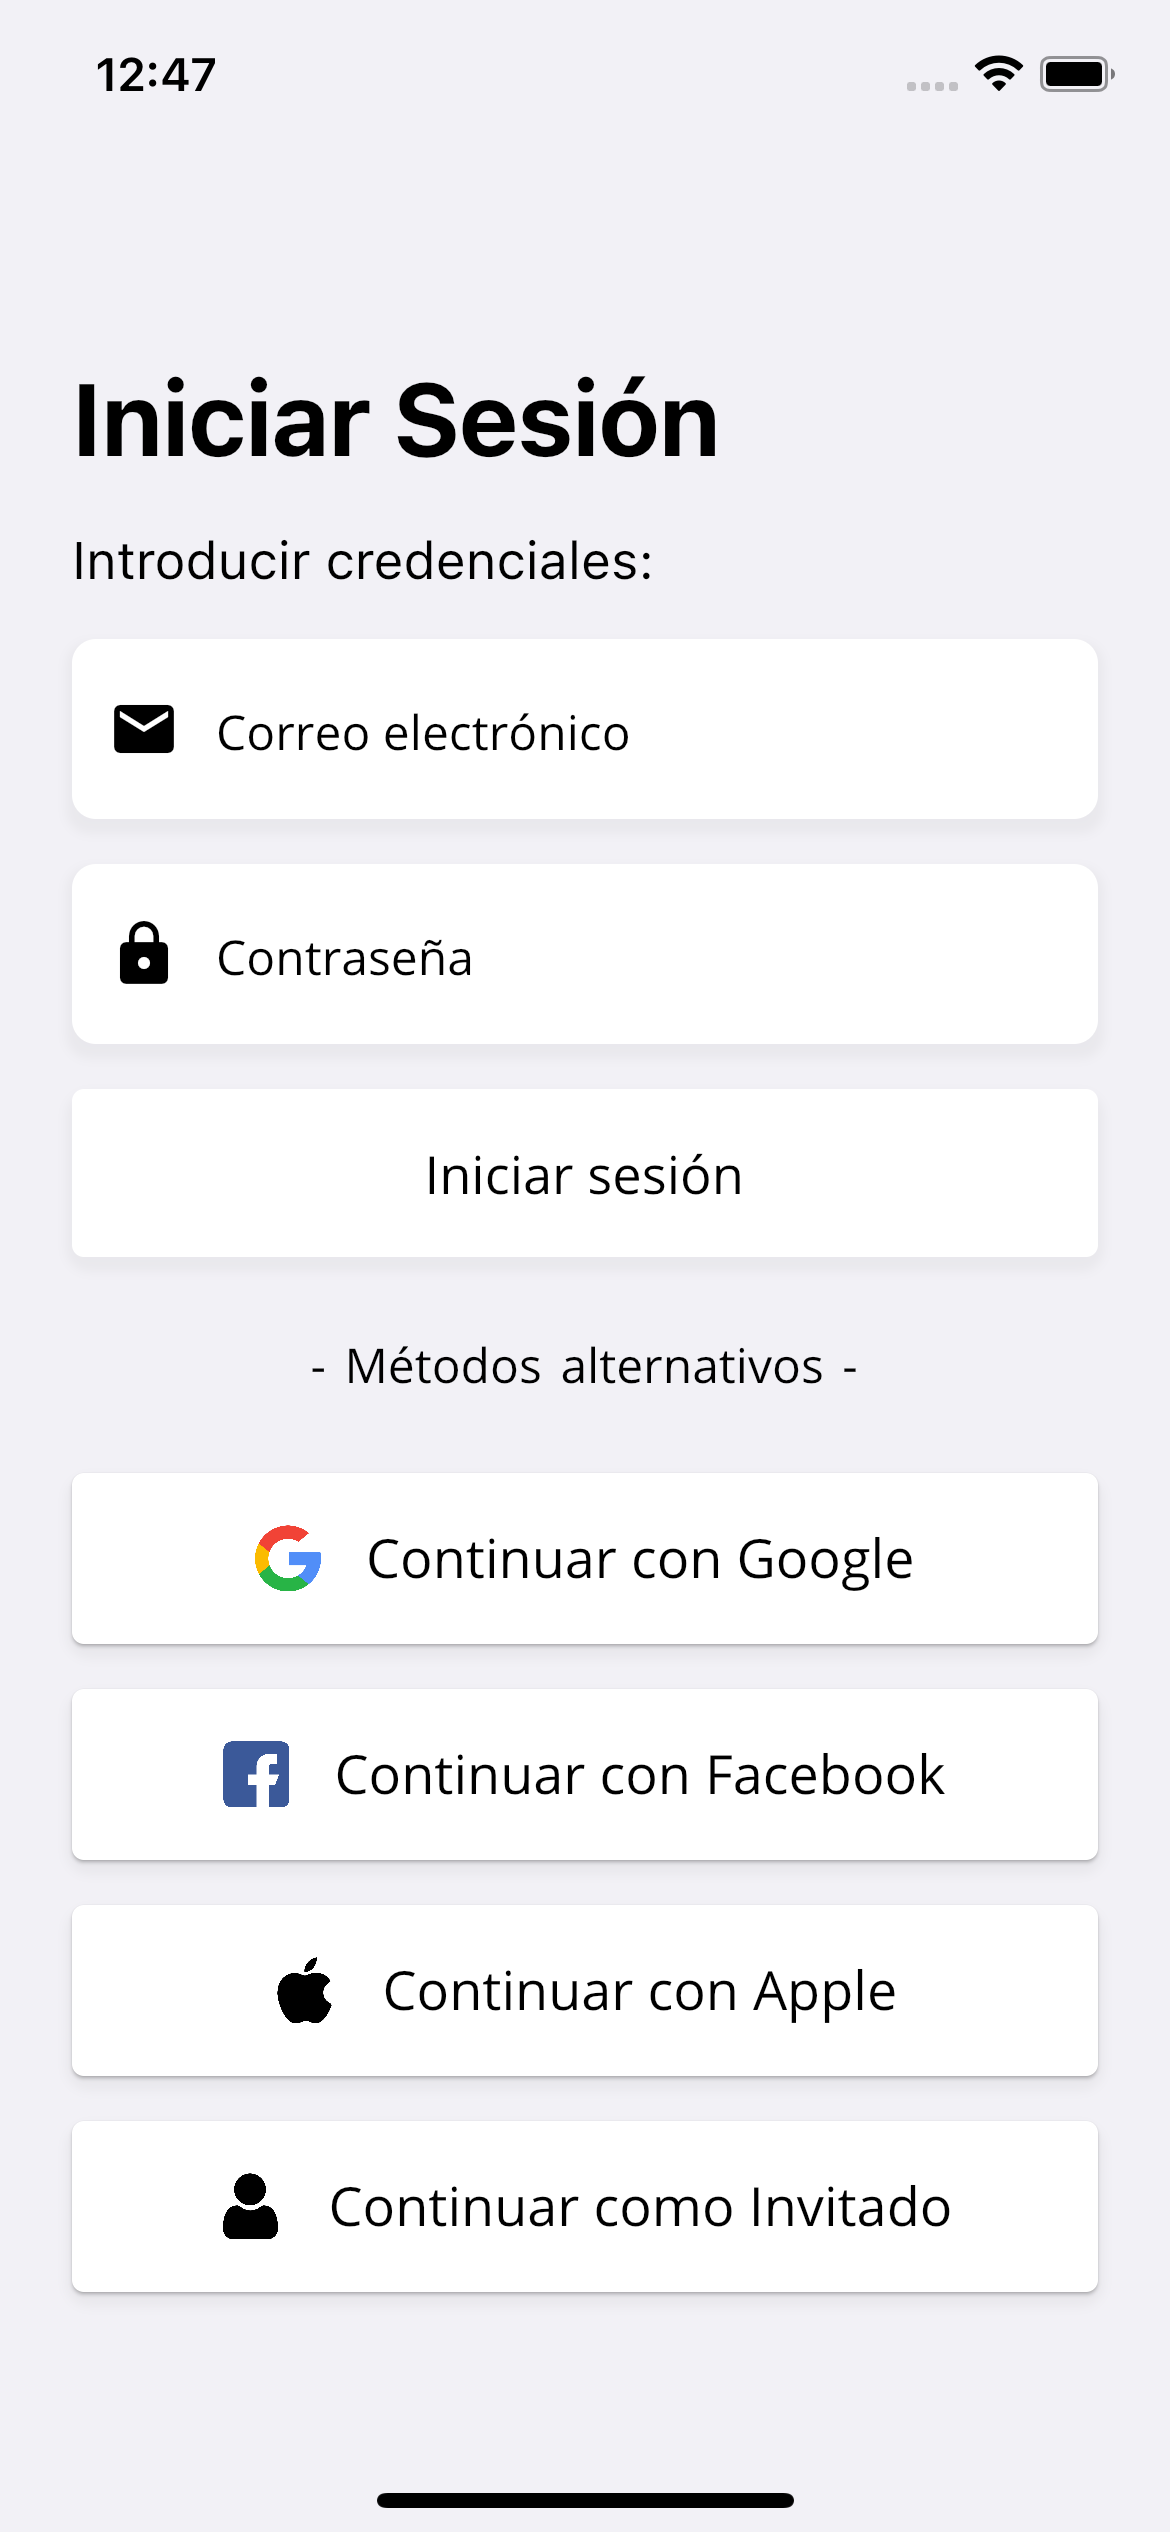 12:47
Iniciar Sesión
Introducir credenciales:
Correo electrónico
Contraseña
Iniciar sesión
- Métodos alternativos -
Continuar con Google
Continuar con Facebook
Continuar con Apple
Continuar como Invitado